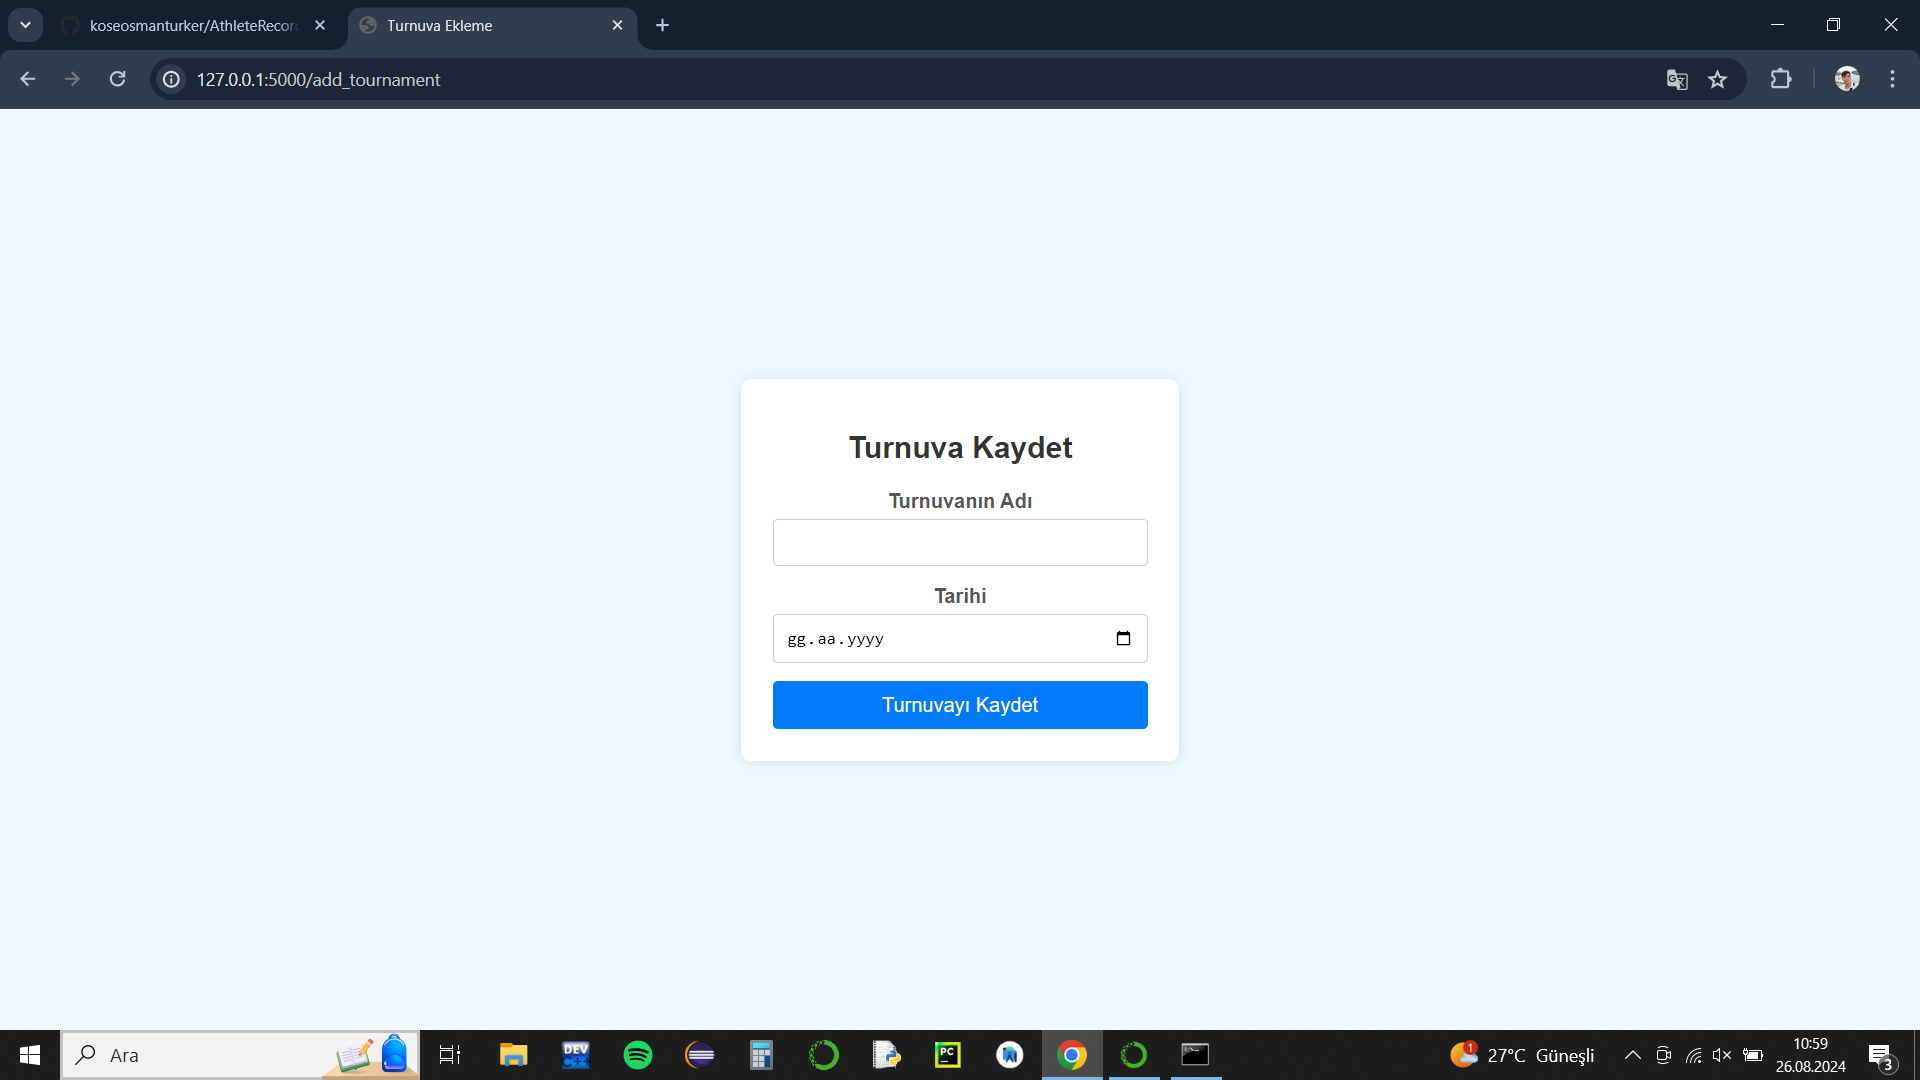 koseosmanturker/AthleteRecor
Turnuva Ekleme
127.0.0.1:5000/add_tournament
Turnuva Kaydet
Turnuvanın Adı
Tarihi
gg.aa.yyyy
Turnuvayı Kaydet
Ara
DEV
C++
PC
1
27°C Güneşli
10:59
26.08.2024
3